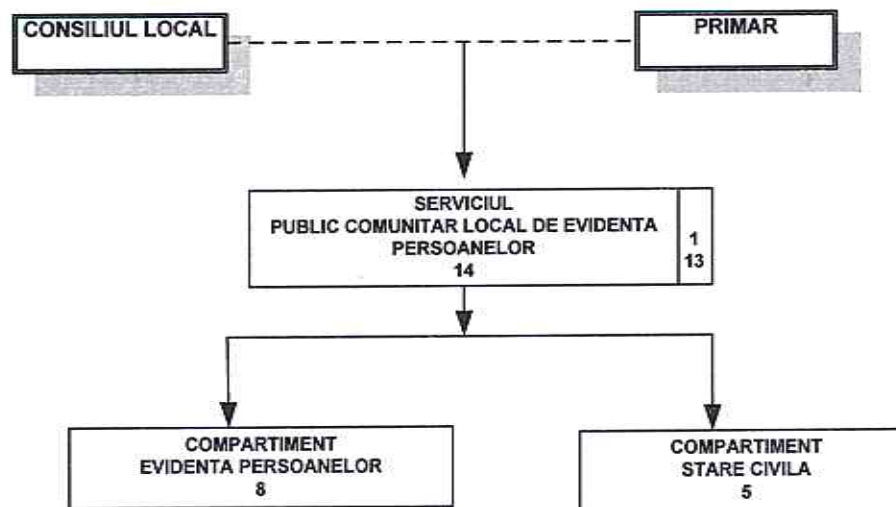 CONSILIUL LOCAL
PRIMAR
SERVICIUL
PUBLIC COMUNITAR LOCAL DE EVIDENTA
PERSOANELOR
14
1
13
COMPARTIMENT
EVIDENTA PERSOANELOR
8
COMPARTIMENT
STARE CIVILA
5